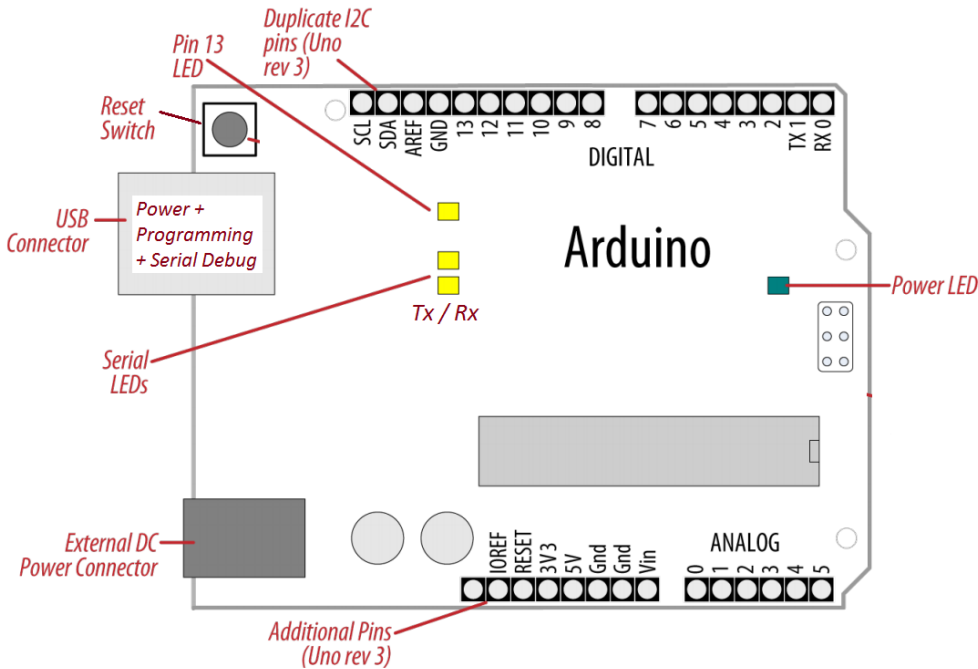 Duplicate I2C
pins (Uno
rev 3)
Pin 13
LED
Reset
Switch
SCL
SDA
AREF
GND
13
12
11
10
9
8
7
6
5
4
3
2
TX 1
RX 0
DIGITAL
USB
Connector
Power +
Programming
+ Serial Debug
Arduino
Power LED
Tx / Rx
Serial
LEDs
External DC
Power Connector
IOREF
RESET
3V3
5V
Gnd
Gnd
Vin
ANALOG
0
1
2
3
4
5
Additional Pins
(Uno rev 3)